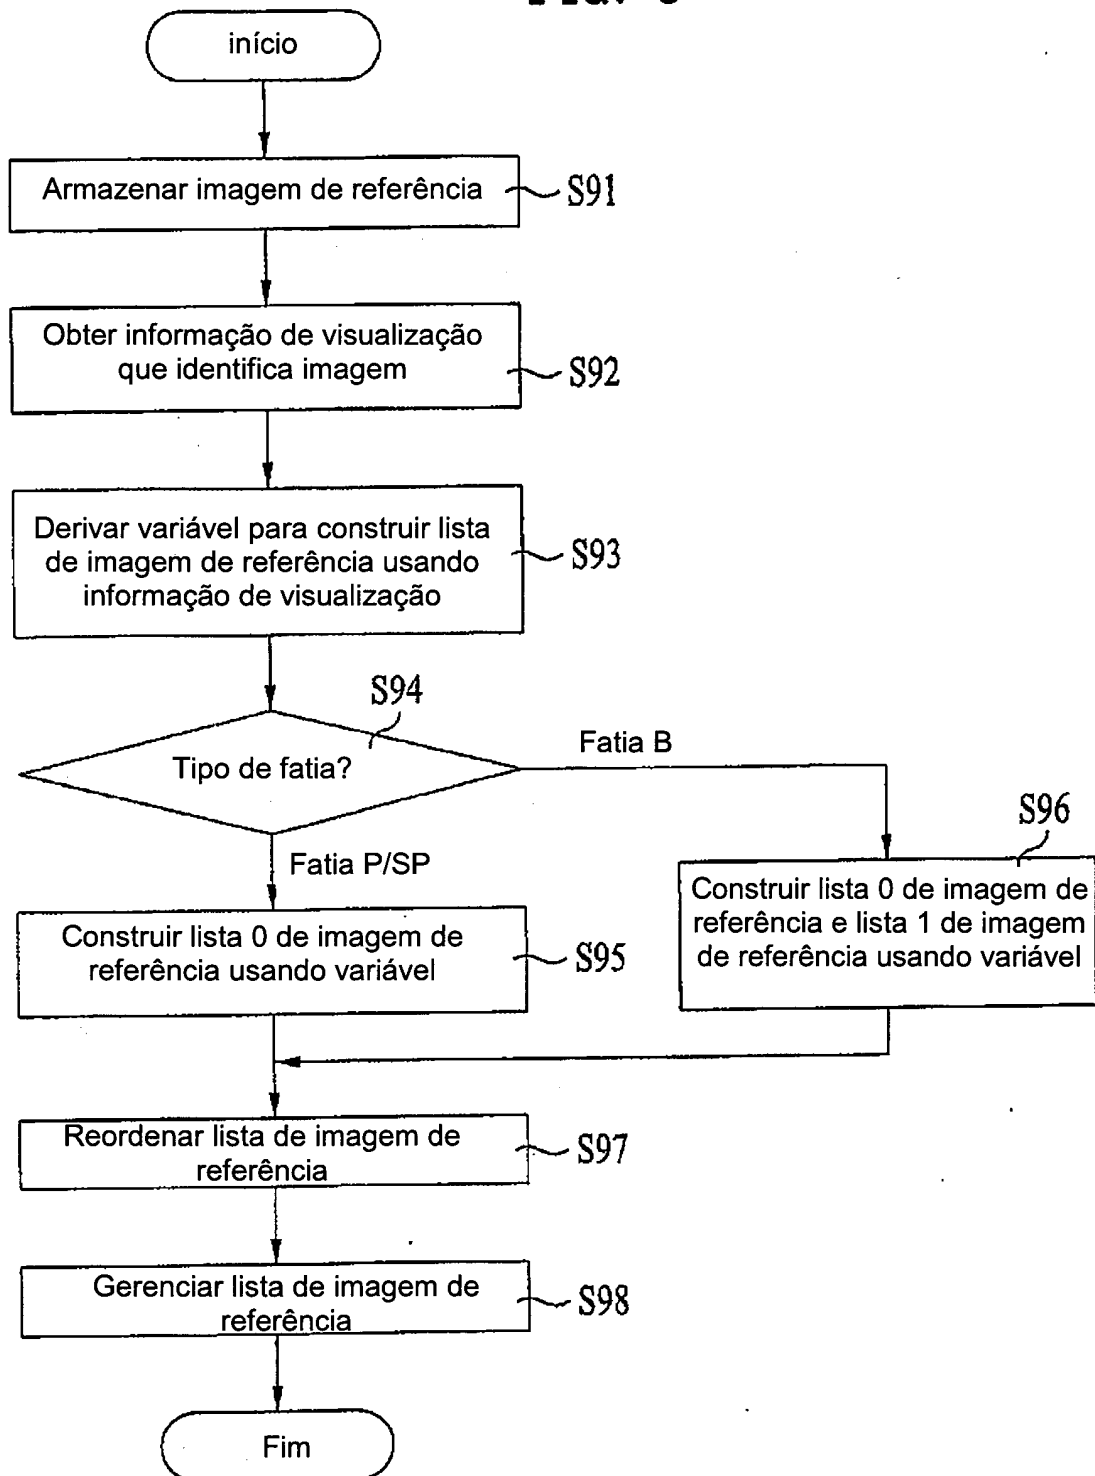 início
Armazenar imagem de referência
S91
Obter informação de visualização
que identifica imagem
S92
Derivar variável para construir lista
de imagem de referência usando
informação de visualização
S93
S94
Tipo de fatia?
Fatia B
Fatia P/SP
S96
Construir lista 0 de imagem de
referência e lista 1 de imagem
de referência usando variável
Construir lista 0 de imagem de
referência usando variável
S95
Reordenar lista de imagem de
referência
S97
Gerenciar lista de imagem de
referência
S98
Fim